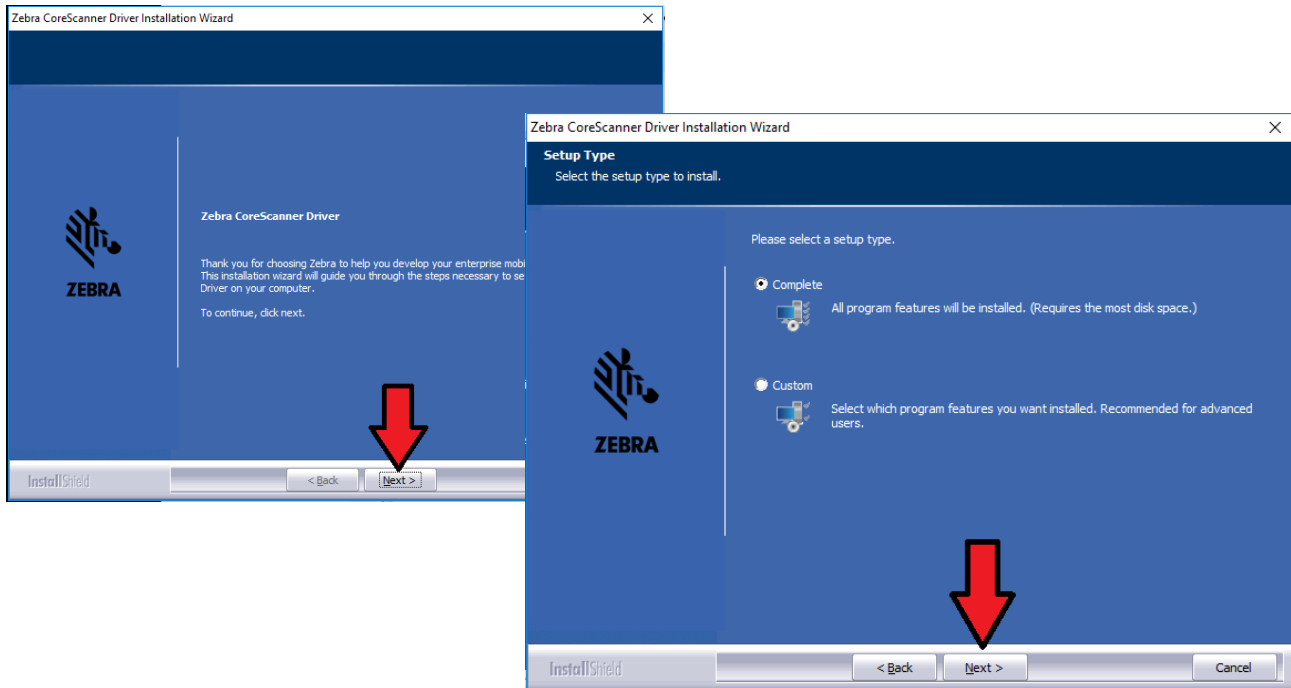 Zebra CoreScanner Driver Installation Wizard
ZEBRA
Zebra CoreScanner Driver
Thank you for choosing Zebra to help you develop your enterprise mobi
This installation wizard will guide you through the steps necessary to se
Driver on your computer.
To continue, click next.
InstallShield
< Back
Next >
Zebra CoreScanner Driver Installation Wizard
Setup Type
Select the setup type to install.
Please select a setup type.
Complete
All program features will be installed. (Requires the most disk space.)
Custom
Select which program features you want installed. Recommended for advanced
users.
ZEBRA
InstallShield
< Back
Next >
Cancel